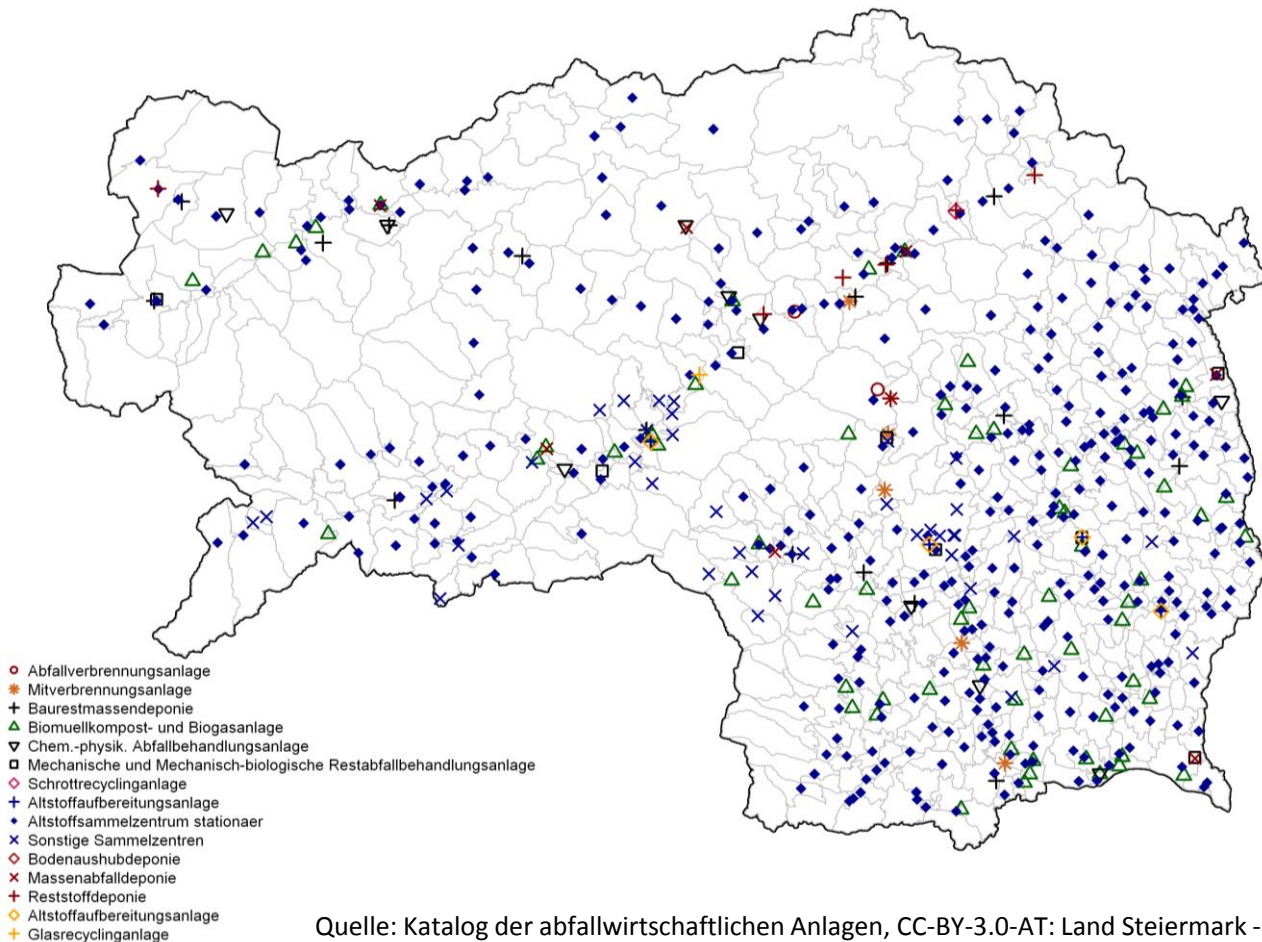 Abfallverbrennungsanlage
Mitverbrennungsanlage
Baurestmassendeponie
Biomuellkompost- und Biogasanlage
Chem.-physik. Abfallbehandlungsanlage
Mechanische und Mechanisch-biologische Restabfallbehandlungsanlage
Schrottrecyclinganlage
Altstoffaufbereitungsanlage
Altstoffsammelzentrum stationaer
Sonstige Sammelzentren
Bodenaushubdeponie
Massenabfalldeponie
Reststoffdeponie
Altstoffaufbereitungsanlage
Glasrecyclinganlage
Quelle: Katalog der abfallwirtschaftlichen Anlagen, CC-BY-3.0-AT: Land Steiermark -